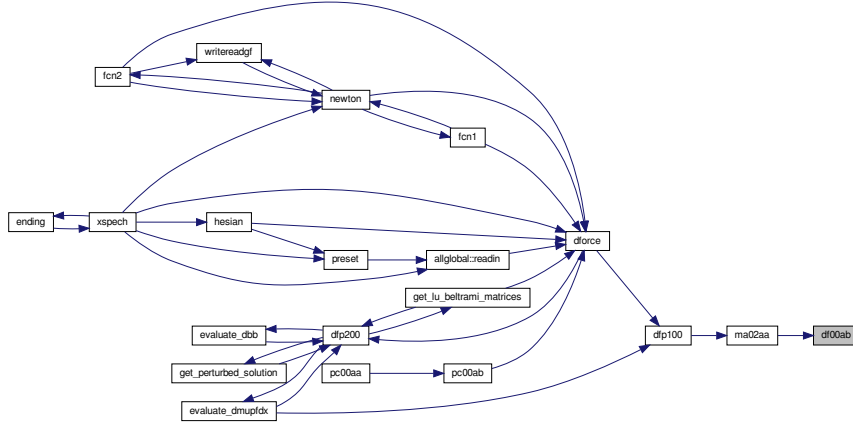 writereadgf
fcn2
newton
fcn1
ending
xspech
hesian
dforce
preset
allglobal::readin
get_lu_beltrami_matrices
evaluate_dbb
dfp200
dfp100
ma02aa
df00ab
get_perturbed_solution
pc00aa
pc00ab
evaluate_dmupfdx